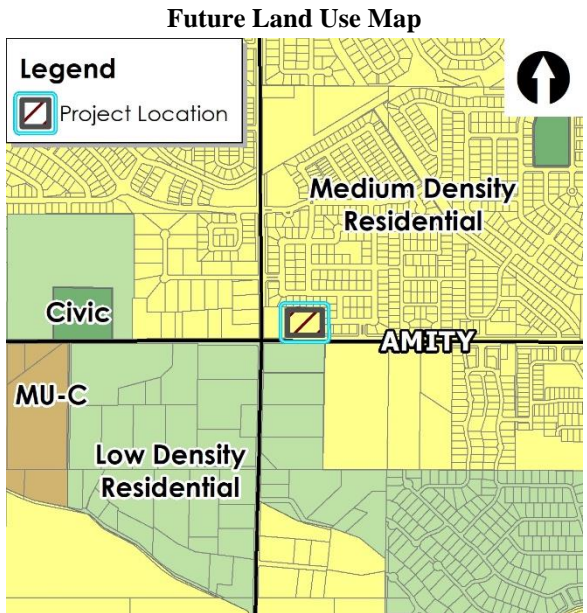 Future Land Use Map
Legend
Project Location
Medium Density
Residential
Civic
AMITY
MU-C
Low Density
Residential